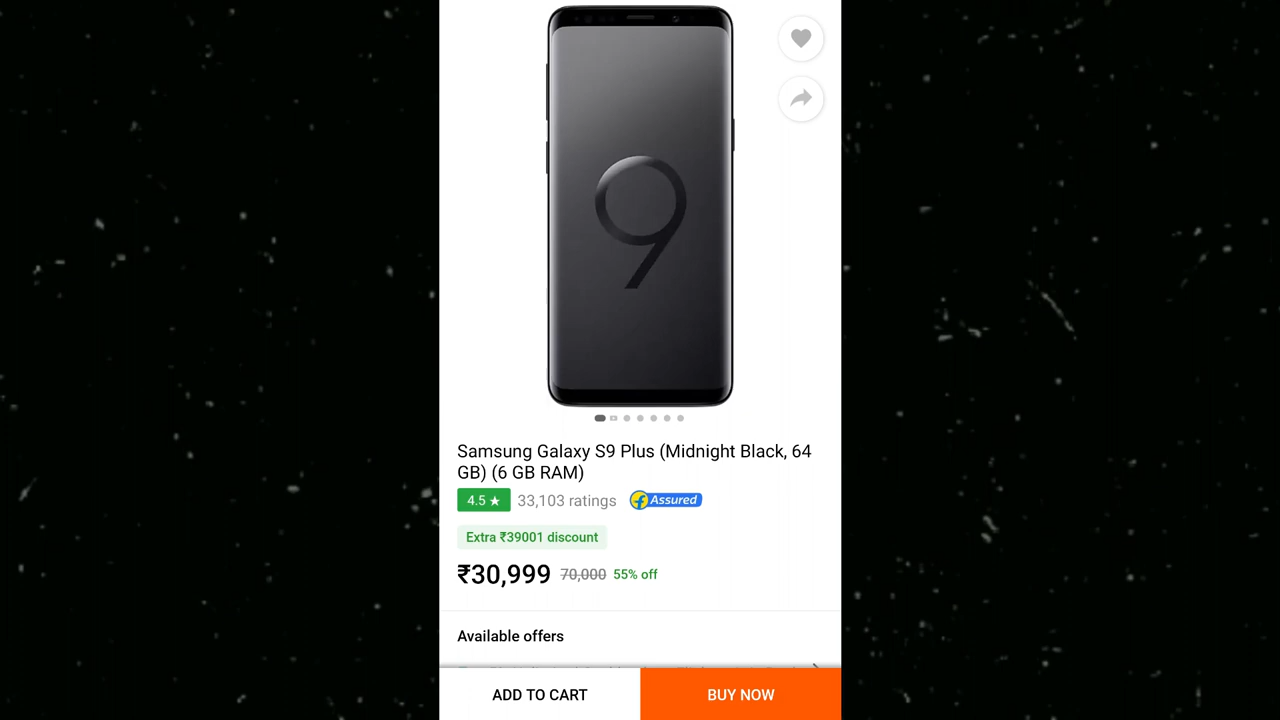 9
Samsung Galaxy S9 Plus (Midnight Black, 64
GB) (6 GB RAM)
4.5 ★ 33,103 ratings f Assured
Extra ₹39001 discount
₹30,999 70,000 55% off
Available offers
ADD TO CART BUY NOW